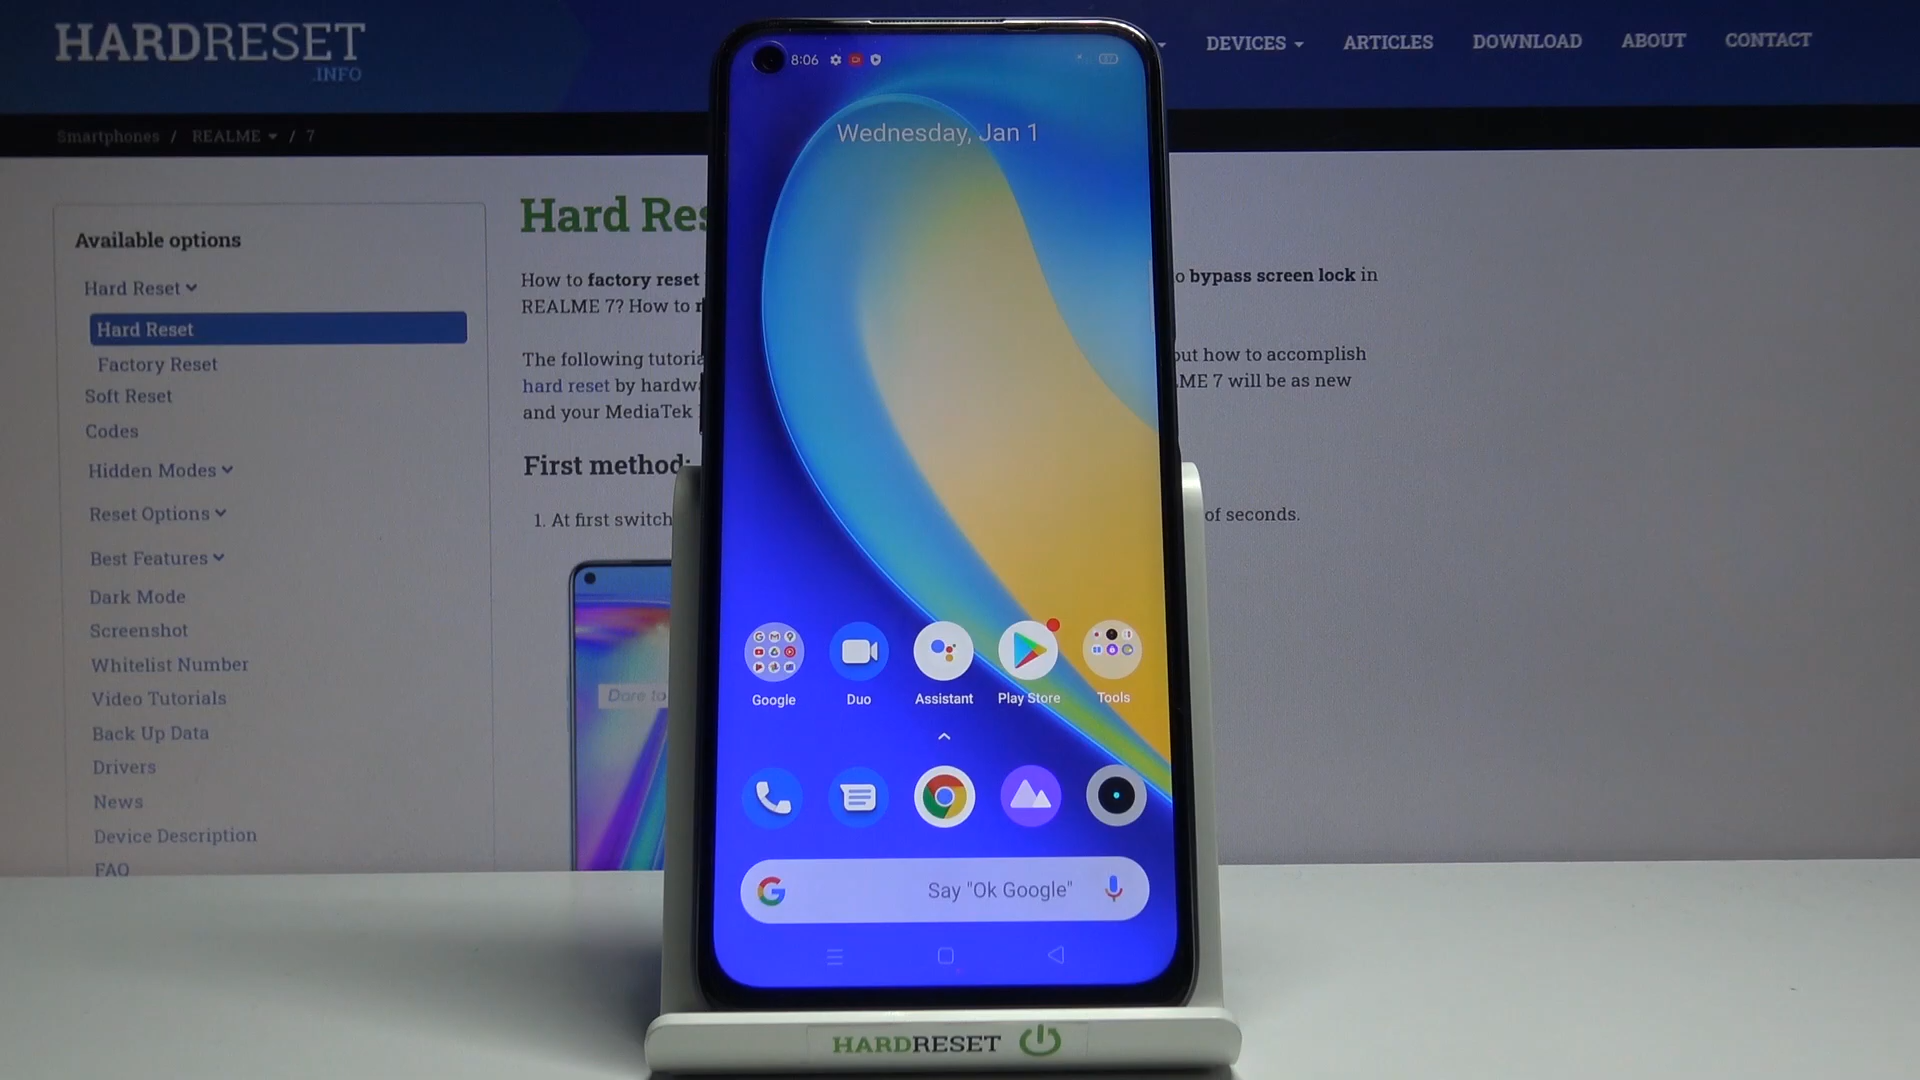 HARDRESET
.INFO
DEVICES
ARTICLES
DOWNLOAD
ABOUT
CONTACT
Smartphones / REALME / 7
Available options
Hard Reset
Hard Reset
Factory Reset
Soft Reset
Codes
Hidden Modes
Reset Options
Best Features
Dark Mode
Screenshot
Whitelist Number
Video Tutorials
Back Up Data
Drivers
News
Device Description
FAQ
Hard Res
How to factory reset
o bypass screen lock in
REALME 7? How to r
The following tutoria
out how to accomplish
hard reset by hardw
ME 7 will be as new
and your MediaTek
First method:
1. At first switch
of seconds.
Dare to
8:06
Wednesday, Jan 1
Google
Duo
Assistant
Play Store
Tools
Say "Ok Google"
HARDRESET